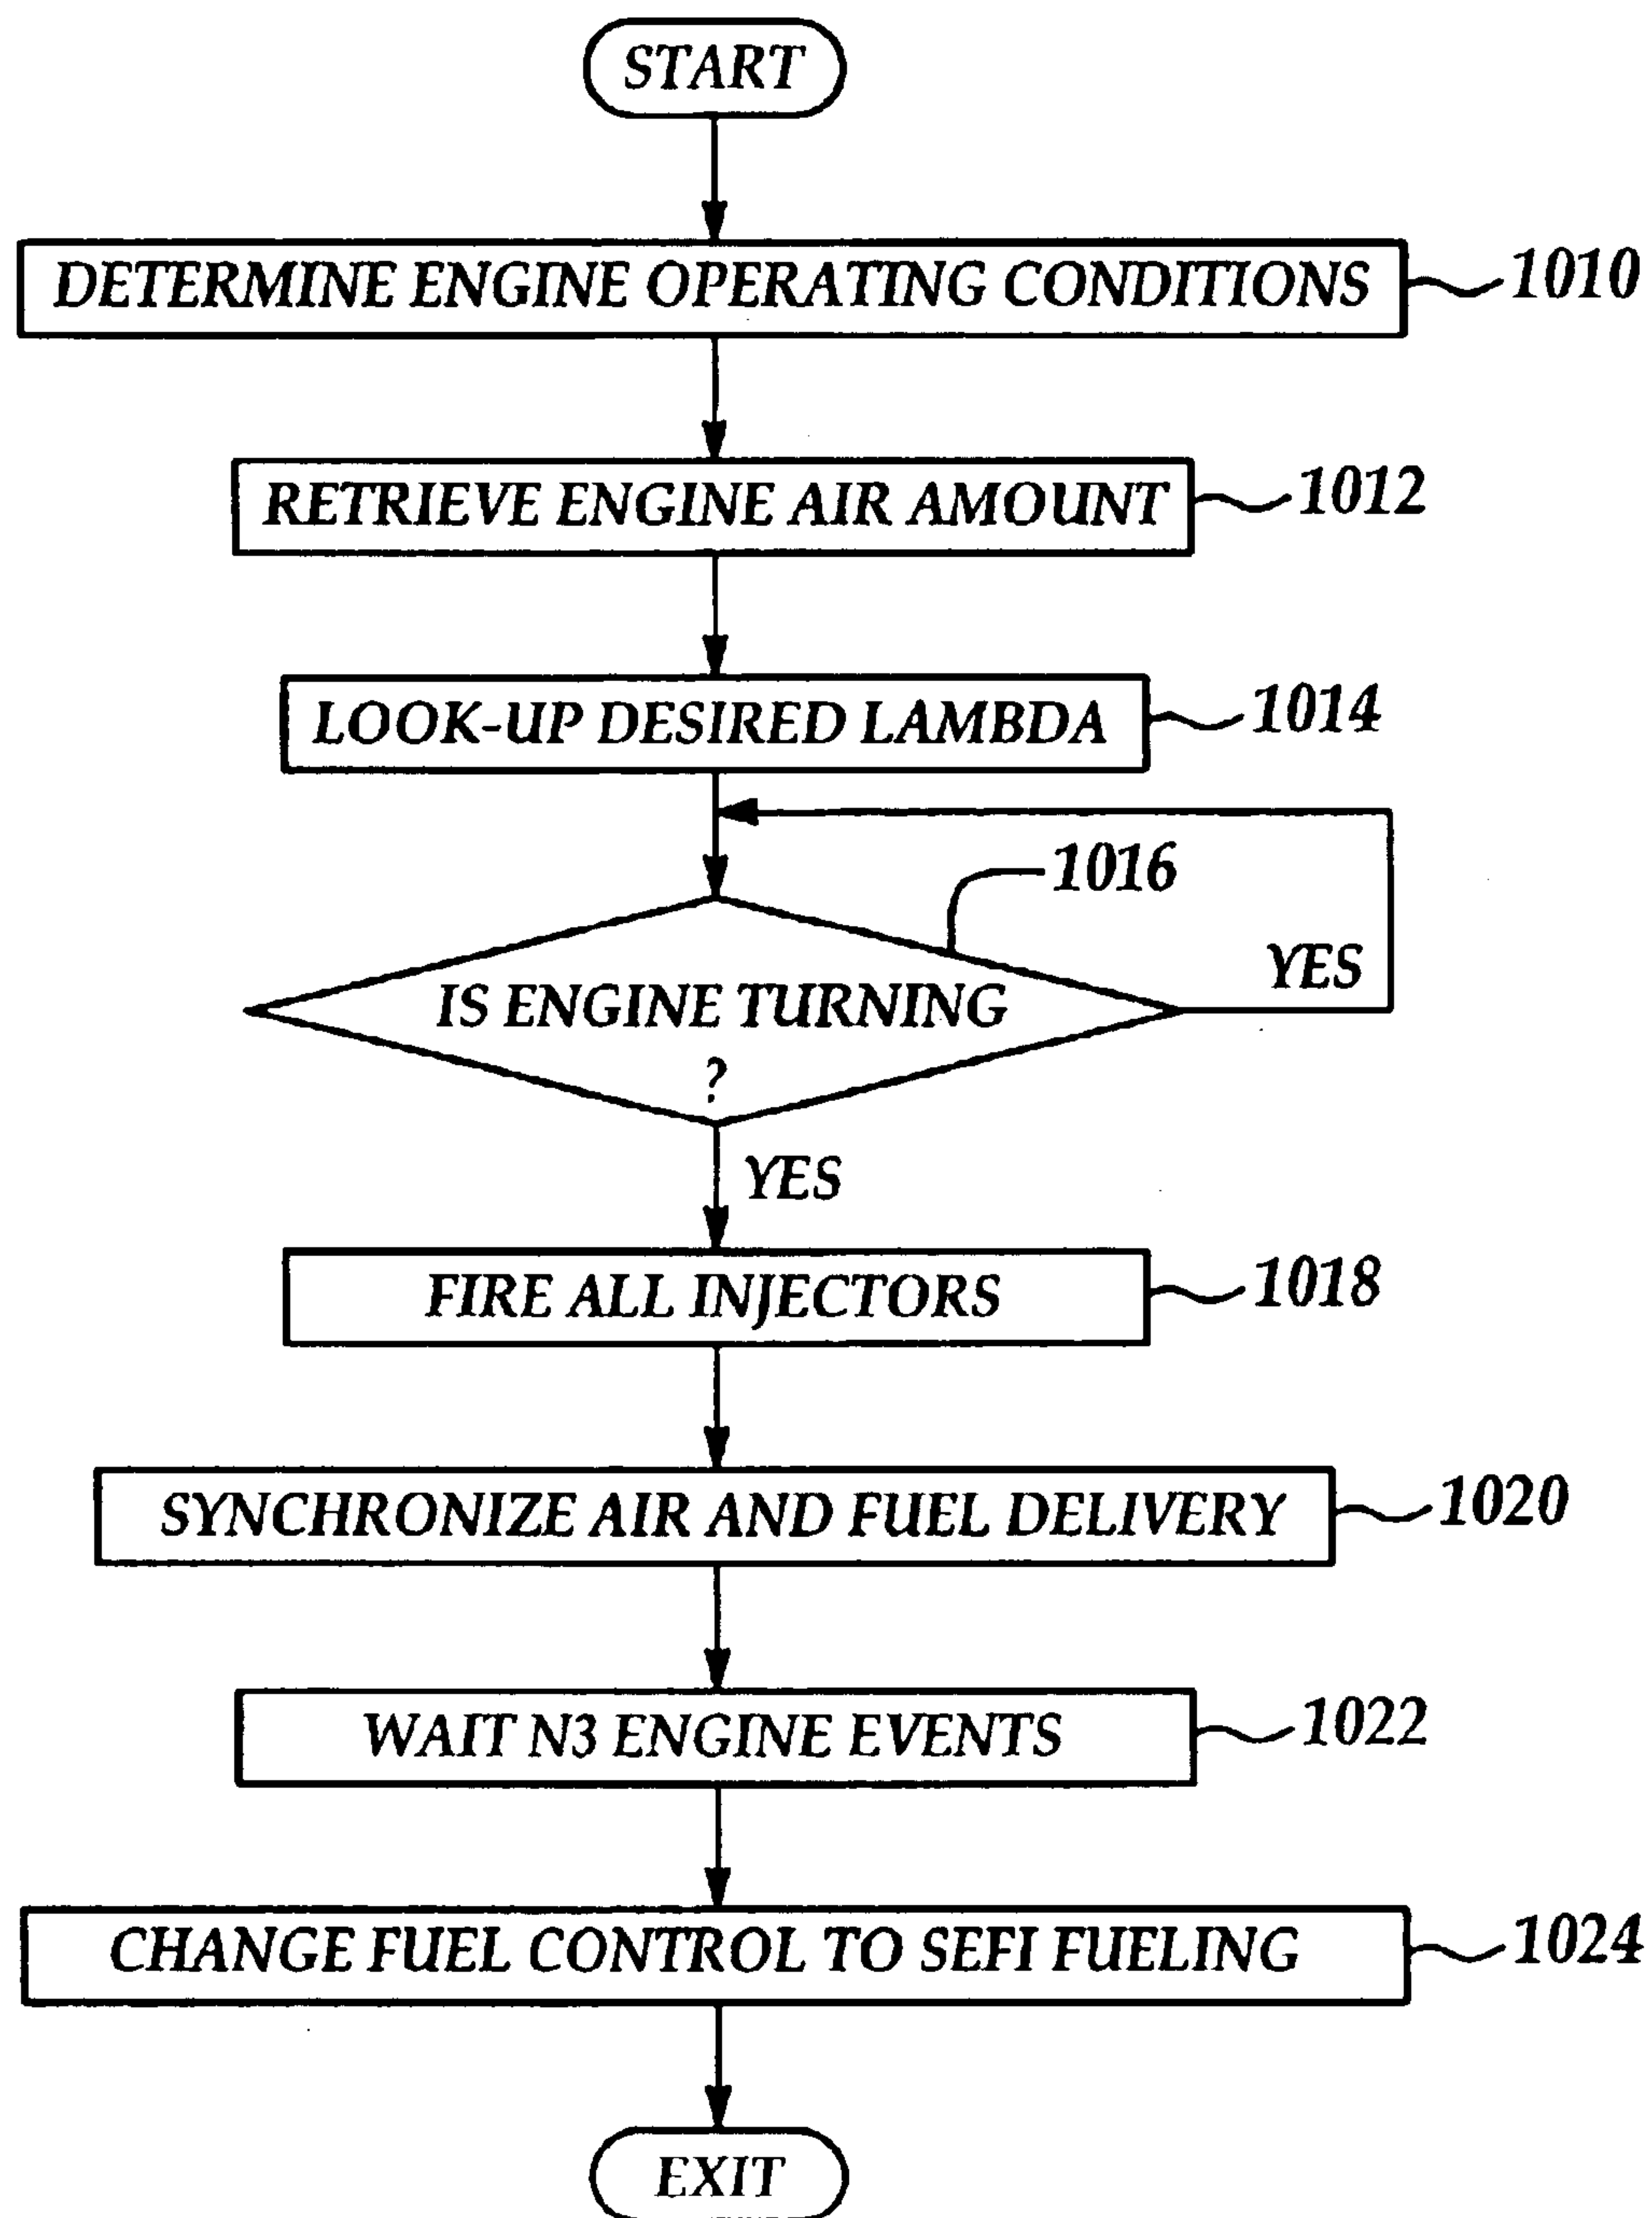 START
DETERMINE ENGINE OPERATING CONDITIONS
1010
RETRIEVE ENGINE AIR AMOUNT
1012
LOOK-UP DESIRED LAMBDA
1014
1016
IS ENGINE TURNING
?
YES
YES
FIRE ALL INJECTORS
1018
SYNCHRONIZE AIR AND FUEL DELIVERY
1020
WAIT N3 ENGINE EVENTS
1022
CHANGE FUEL CONTROL TO SEFI FUELING
1024
EXIT